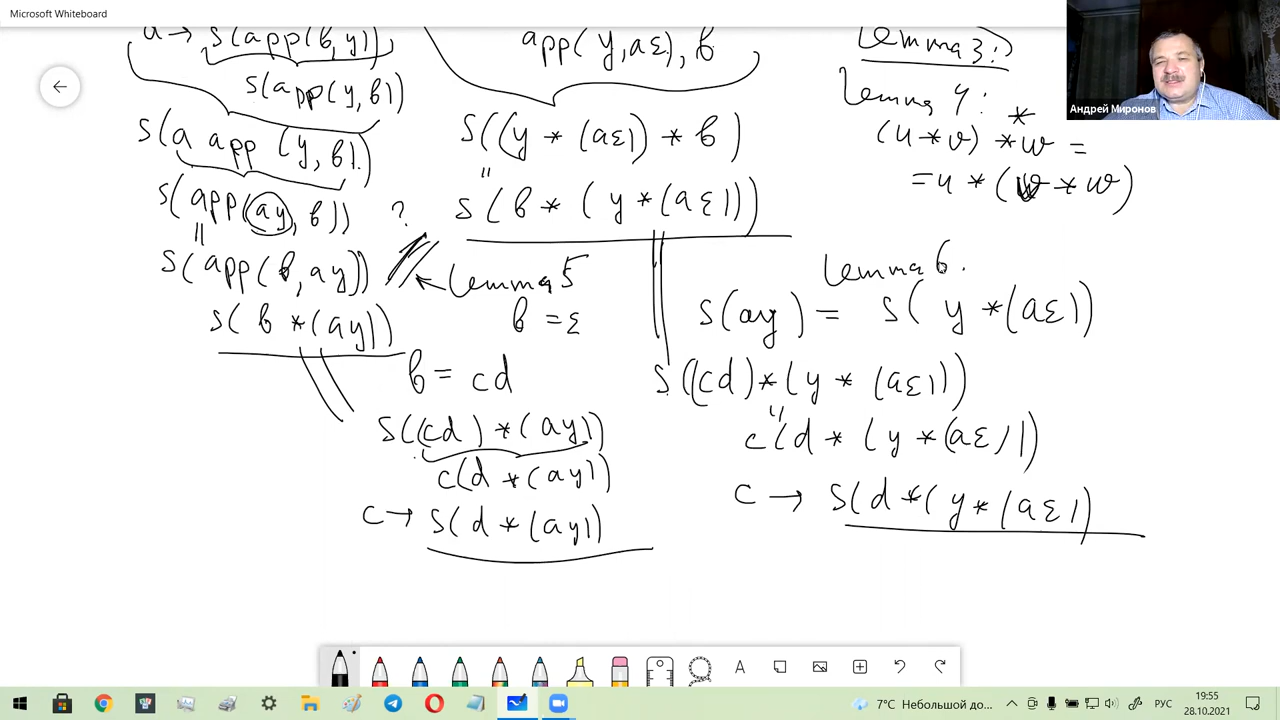 Microsoft Whiteboard
a → s(app(b, y))
s(app(y, b))
s(a app (y, b))
s(app(ay, b))
"
s(app(b, ay))
s(b * (ay))
app(y, aε), b
s((y * (aε)) * b)
"
s(b * (y * (aε)))
?
← Lemma 5
b = ε
b = cd
s((cd) * (ay))
c(d * (ay))
c → s(d * (ay))
Lemma 3:
Lemma 4:
*
(u * v) * w =
= u * (v * w)
Lemma 6.
s(ay) = s(y * (aε))
s((cd) * (y * (aε)))
"
c(d * (y * (aε)))
c → s(d * (y * (aε))
Андрей Миронов
A
7°C Небольшой до...
РУС
19:55
28.10.2021